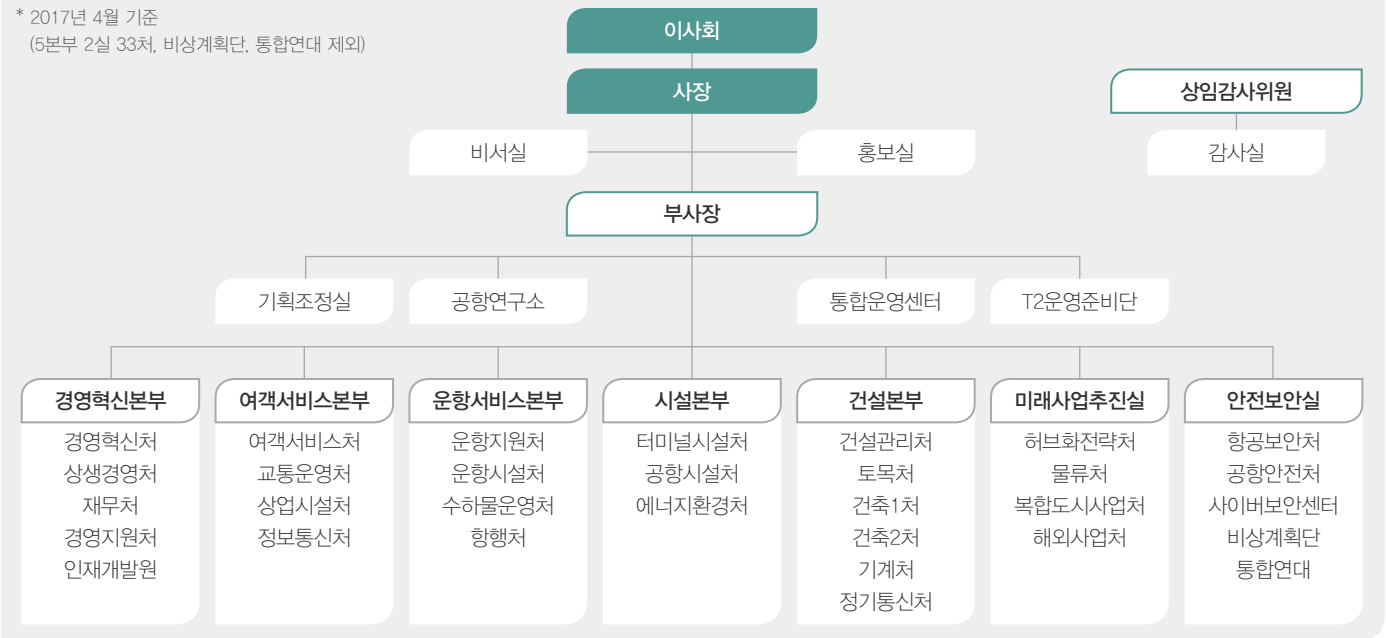 * 2017년 4월 기준
(5본부 2실 33처, 비상계획단, 통합연대 제외)
이사회
사장
상임감사위원
비서실
홍보실
감사실
부사장
기획조정실
공항연구소
통합운영센터
T2운영준비단
경영혁신본부
경영혁신처
상생경영처
재무처
경영지원처
인재개발원
여객서비스본부
여객서비스처
교통운영처
상업시설처
정보통신처
운항서비스본부
운항지원처
운항시설처
수하물운영처
항행처
시설본부
터미널시설처
공항시설처
에너지환경처
건설본부
건설관리처
토목처
건축1처
건축2처
기계처
정기통신처
미래사업추진실
허브화전략처
물류처
복합도시사업처
해외사업처
안전보안실
항공보안처
공항안전처
사이버보안센터
비상계획단
통합연대